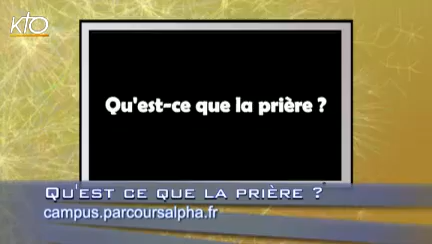 KTO
Qu'est-ce que la prière ?
Qu'est ce que la prière ?
campus.parcoursalpha.fr